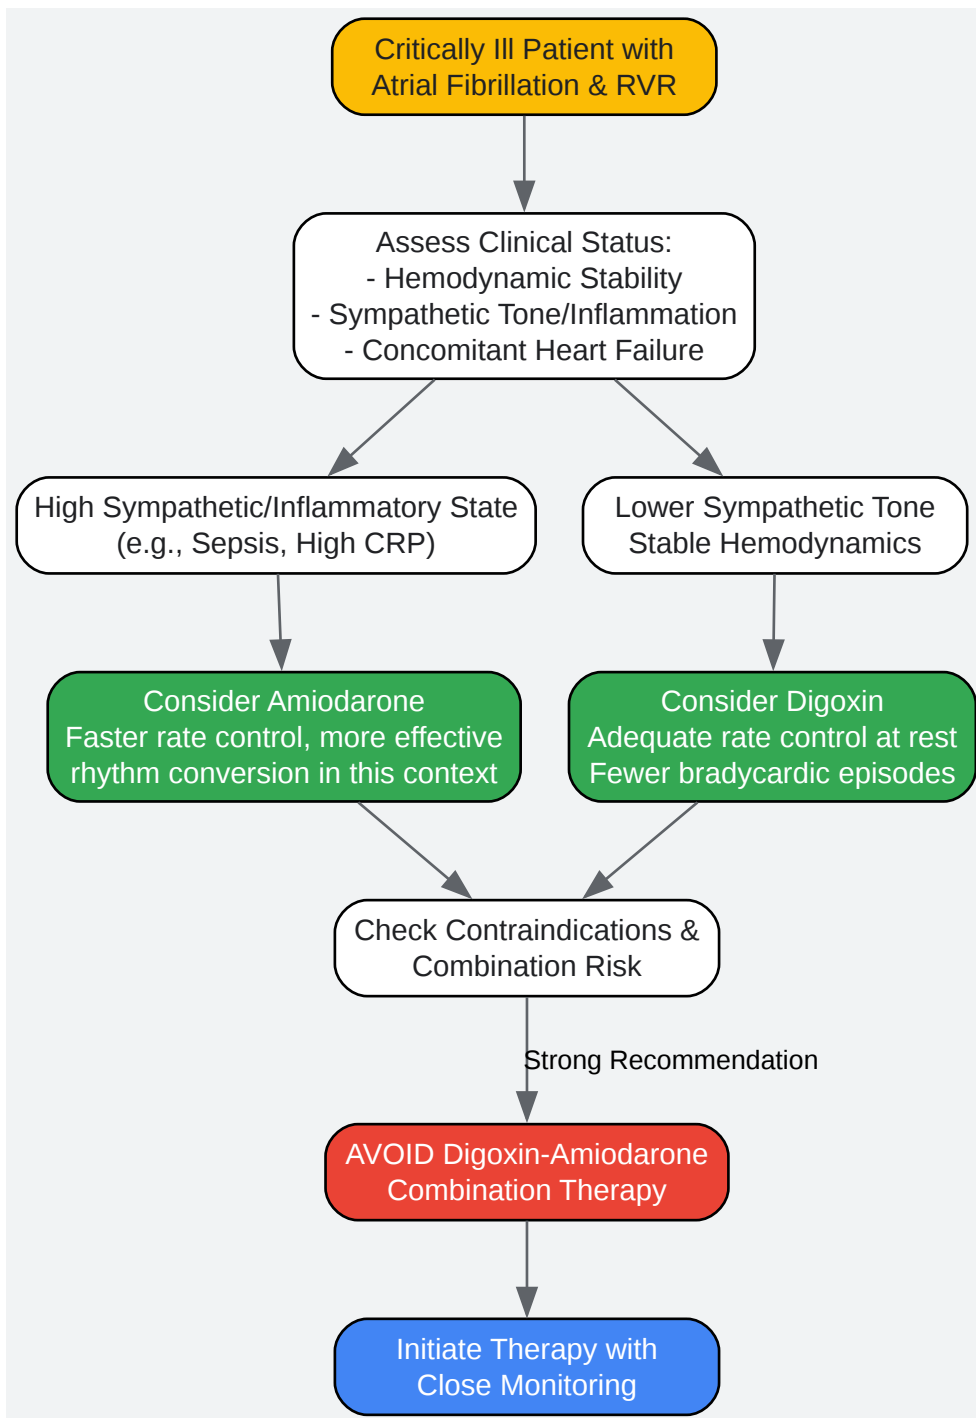 Critically Ill Patient with
Atrial Fibrillation & RVR
Assess Clinical Status:
- Hemodynamic Stability
- Sympathetic Tone/Inflammation
- Concomitant Heart Failure
High Sympathetic/Inflammatory State
(e.g., Sepsis, High CRP)
Lower Sympathetic Tone
Stable Hemodynamics
Consider Amiodarone
Faster rate control, more effective
rhythm conversion in this context
Consider Digoxin
Adequate rate control at rest
Fewer bradycardic episodes
Check Contraindications &
Combination Risk
Strong Recommendation
AVOID Digoxin-Amiodarone
Combination Therapy
Initiate Therapy with
Close Monitoring